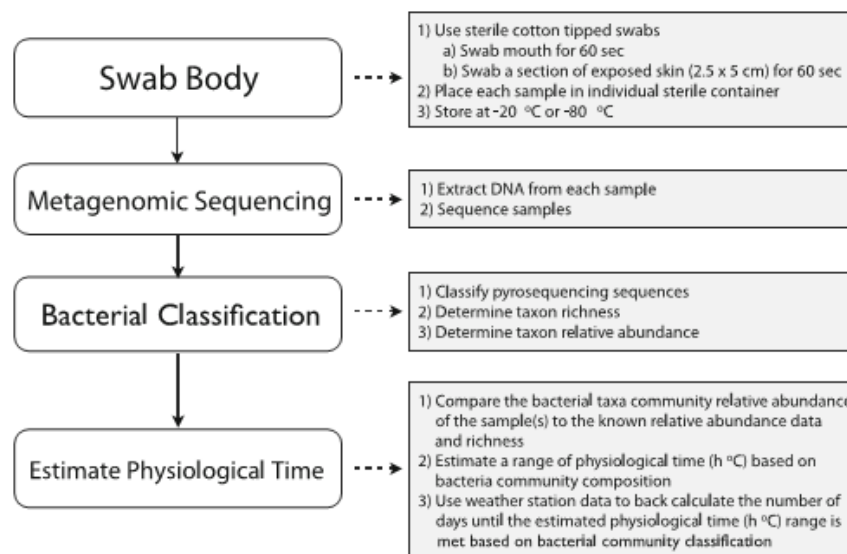 Swab Body
1) Use sterile cotton tipped swabs
a) Swab mouth for 60 sec
b) Swab a section of exposed skin (2.5 x 5 cm) for 60 sec
2) Place each sample in individual sterile container
3) Store at -20 °C or -80 °C
Metagenomic Sequencing
1) Extract DNA from each sample
2) Sequence samples
Bacterial Classification
1) Classify pyrosequencing sequences
2) Determine taxon richness
3) Determine taxon relative abundance
Estimate Physiological Time
1) Compare the bacterial taxa community relative abundance
of the sample(s) to the known relative abundance data
and richness
2) Estimate a range of physiological time (h °C) based on
bacteria community composition
3) Use weather station data to back calculate the number of
days until the estimated physiological time (h °C) range is
met based on bacterial community classification